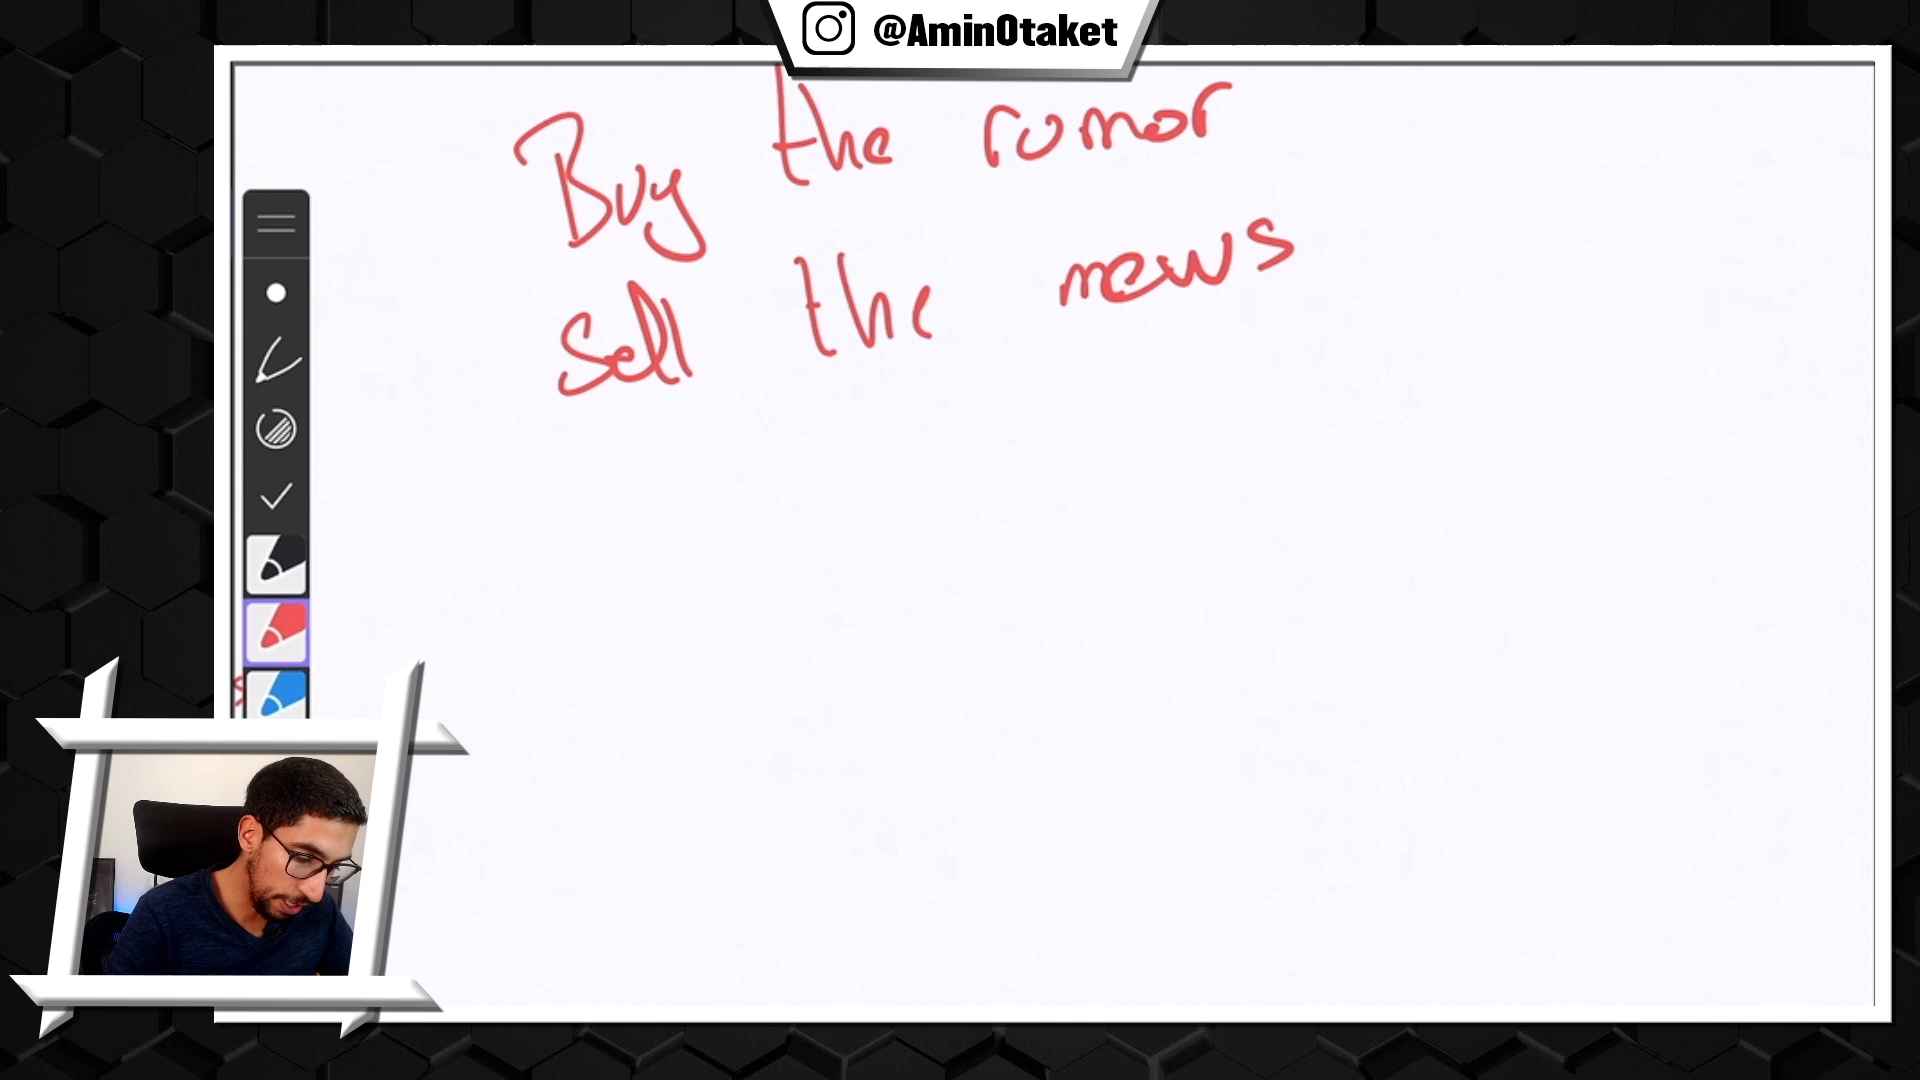 @AminOtaket
Buy the rumor
sell the news